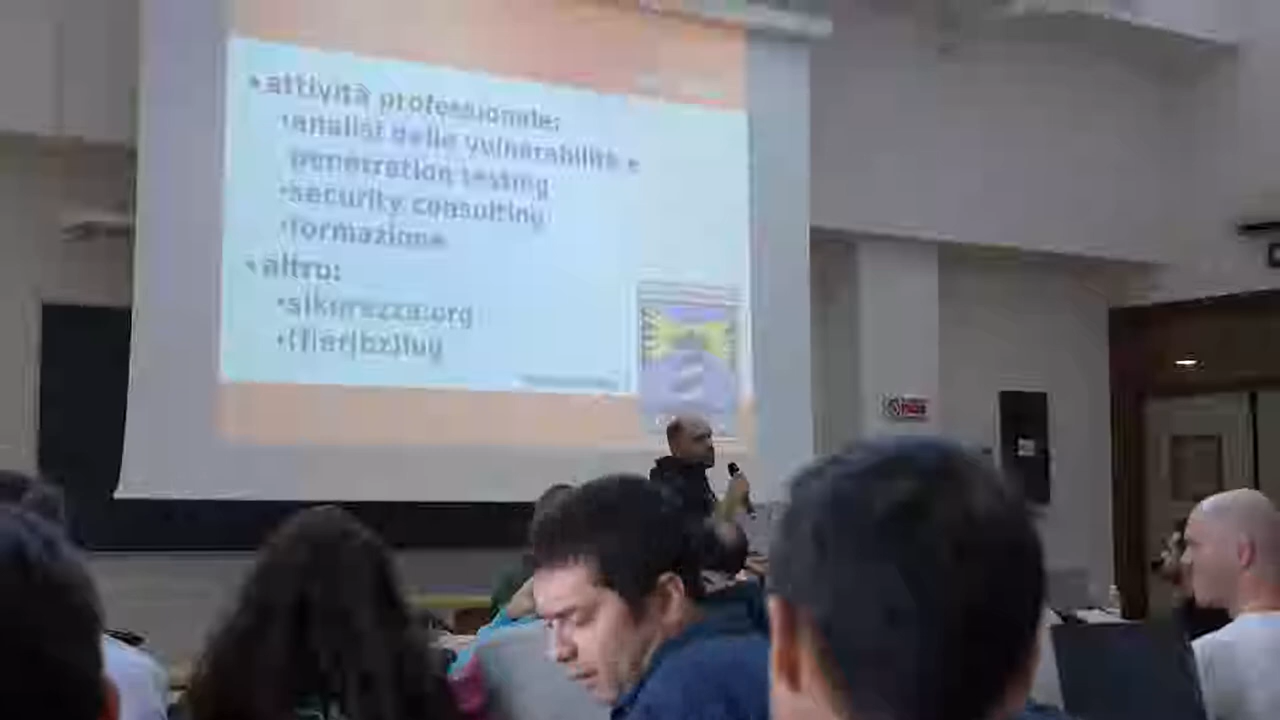 •attività professionale:
•analisi delle vulnerabilità e
penetration testing
•security consulting
•formazione
•altro:
•sikurezza.org